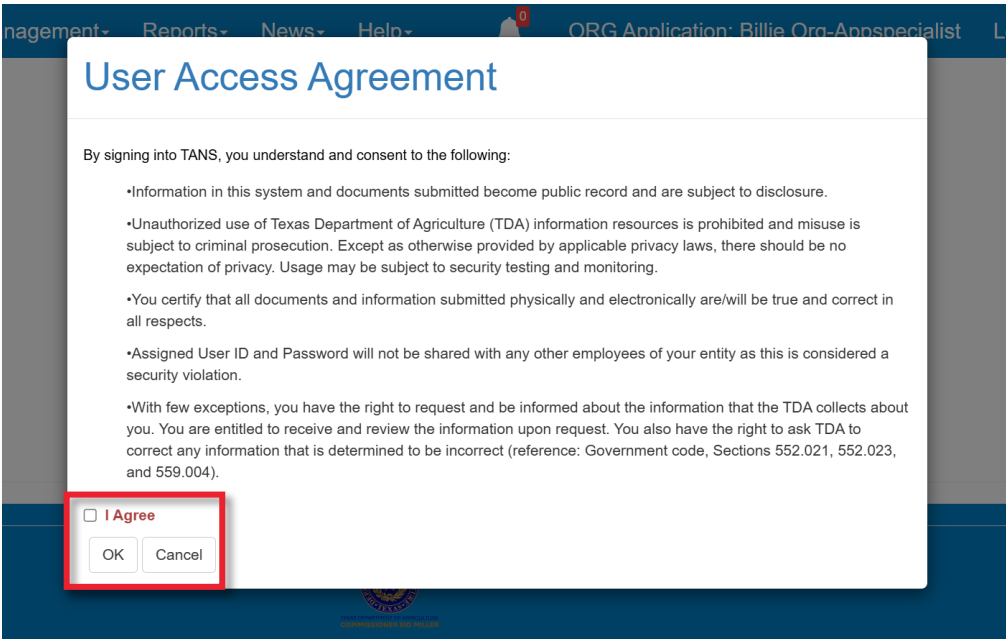 nagement Reports News Help 0 ORG Application: Billie Org-Appspecialist L
User Access Agreement
By signing into TANS, you understand and consent to the following:
•Information in this system and documents submitted become public record and are subject to disclosure.
•Unauthorized use of Texas Department of Agriculture (TDA) information resources is prohibited and misuse is
subject to criminal prosecution. Except as otherwise provided by applicable privacy laws, there should be no
expectation of privacy. Usage may be subject to security testing and monitoring.
•You certify that all documents and information submitted physically and electronically are/will be true and correct in
all respects.
•Assigned User ID and Password will not be shared with any other employees of your entity as this is considered a
security violation.
•With few exceptions, you have the right to request and be informed about the information that the TDA collects about
you. You are entitled to receive and review the information upon request. You also have the right to ask TDA to
correct any information that is determined to be incorrect (reference: Government code, Sections 552.021, 552.023,
and 559.004).
I Agree
OK Cancel
TEXAS DEPARTMENT OF AGRICULTURE
COMMISSIONER SID MILLER